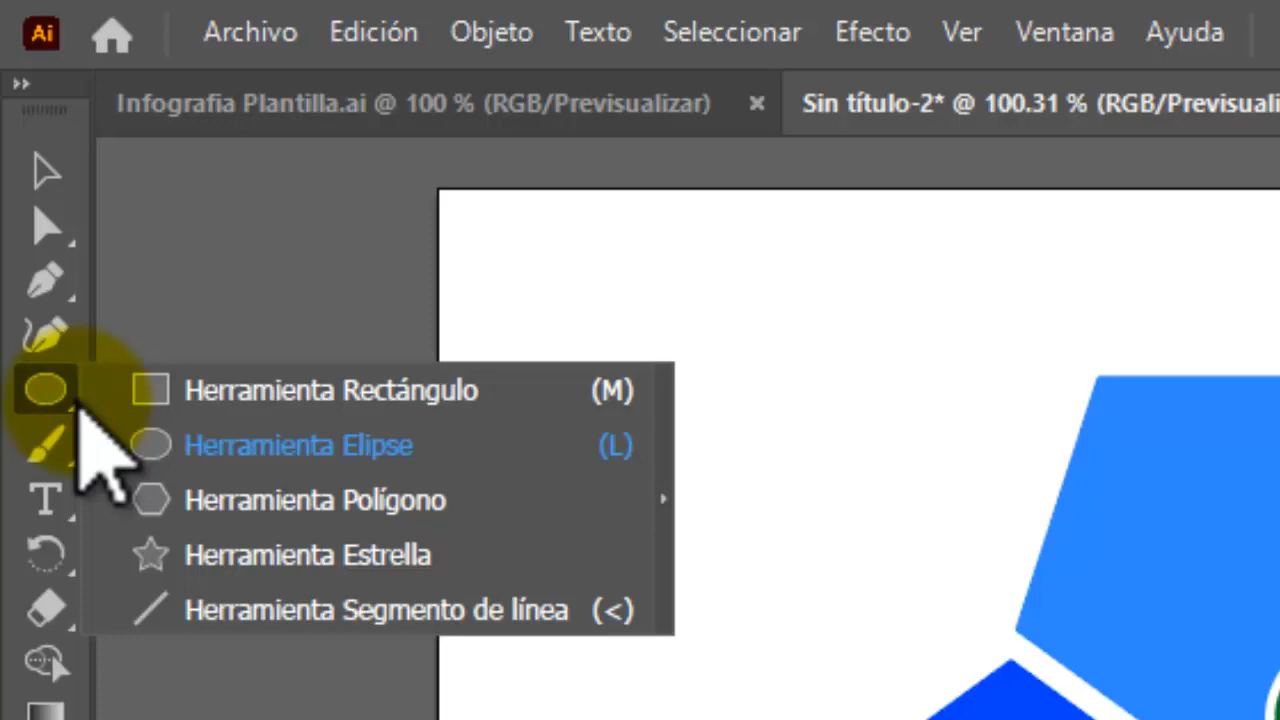 Ai Archivo Edición Objeto Texto Seleccionar Efecto Ver Ventana Ayuda
Infografia Plantilla.ai @ 100 % (RGB/Previsualizar) × Sin título-2* @ 100.31 % (RGB/Previsuali
Herramienta Rectángulo (M)
Herramienta Elipse (L)
Herramienta Polígono
Herramienta Estrella
Herramienta Segmento de línea (<)